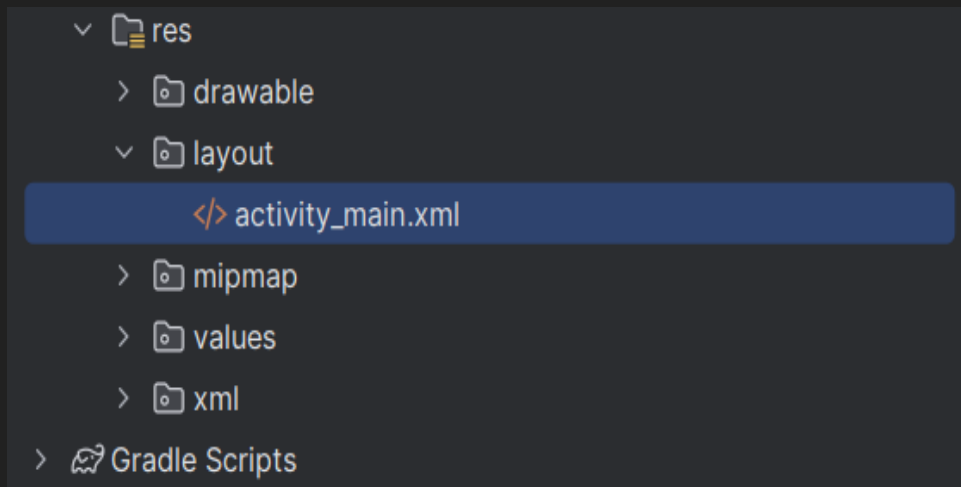 res
drawable
layout
</> activity_main.xml
mipmap
values
xml
Gradle Scripts